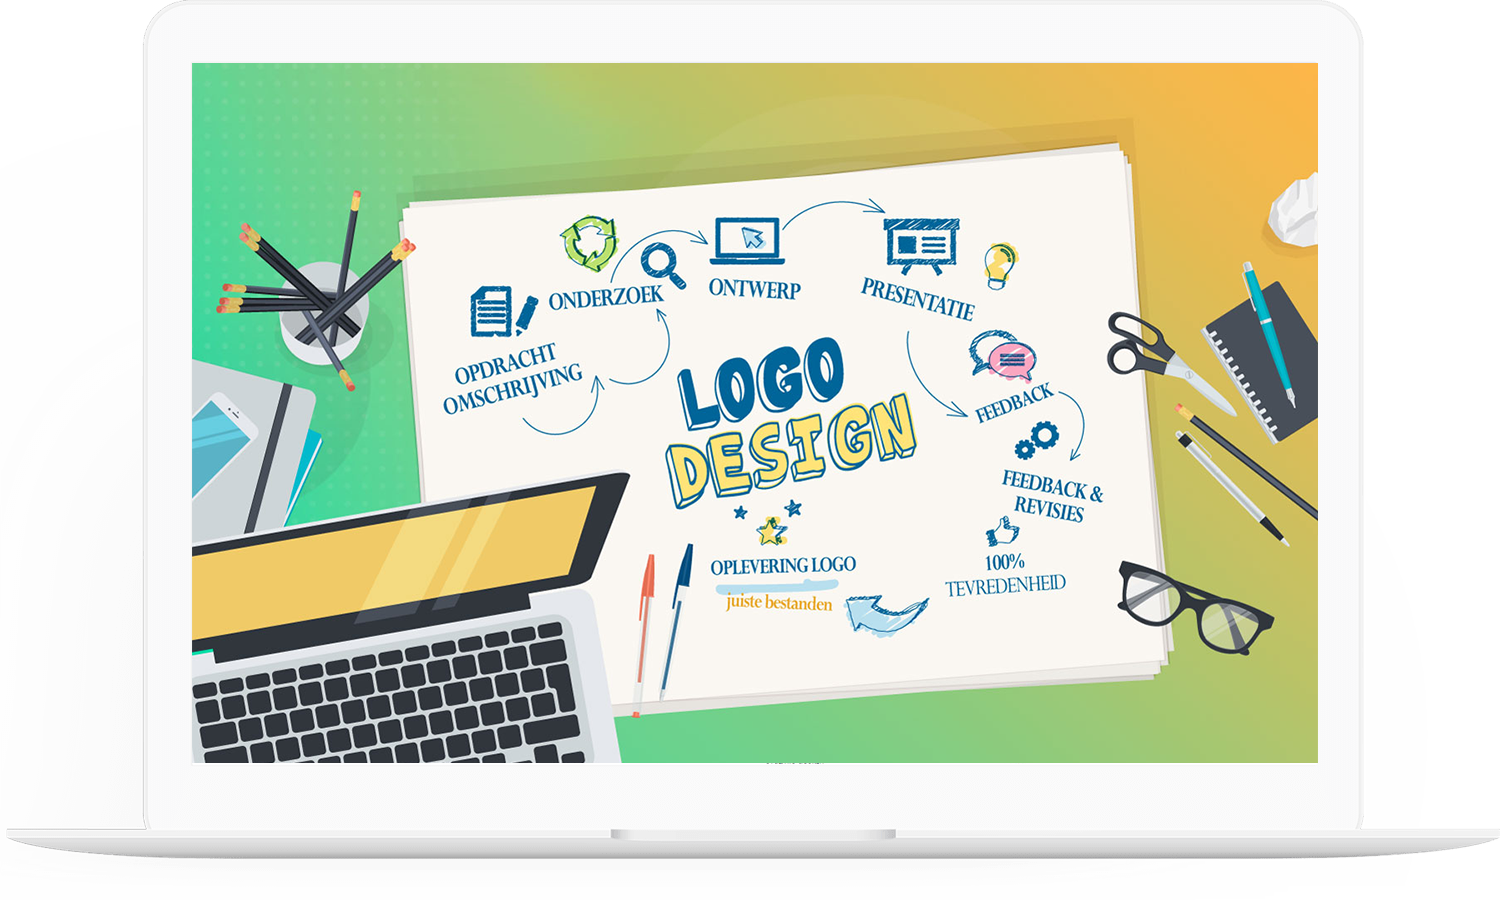 OPDRACHT
OMSCHRIJVING
ONDERZOEK
ONTWERP
PRESENTATIE
FEEDBACK
FEEDBACK &
REVISIES
100%
TEVREDENHEID
OPLEVERING LOGO
juiste bestanden
LOGO
DESIGN